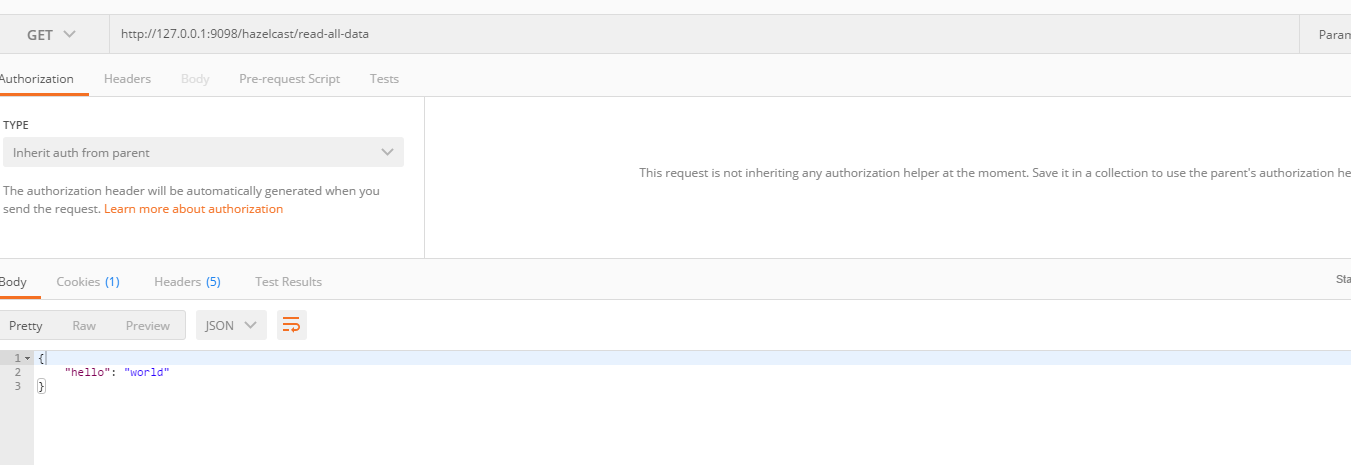 GET http://127.0.0.1:9098/hazelcast/read-all-data Param
Authorization Headers Body Pre-request Script Tests
TYPE
Inherit auth from parent
This request is not inheriting any authorization helper at the moment. Save it in a collection to use the parent's authorization he
The authorization header will be automatically generated when you
send the request. Learn more about authorization
Body Cookies (1) Headers (5) Test Results Sta
Pretty Raw Preview JSON
1 {
2 "hello": "world"
3 }